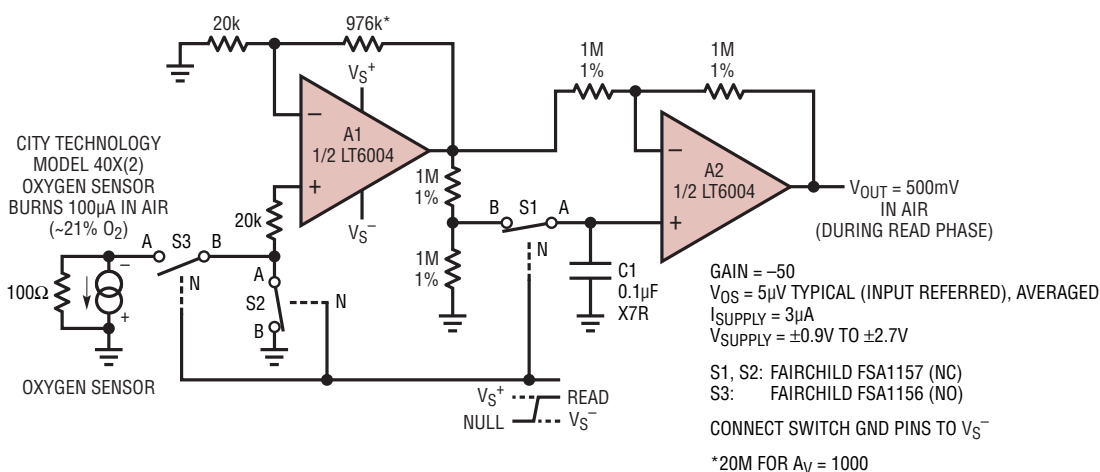 20k
976k*
1M
1%
1M
1%
VS+
A1
1/2 LT6004
VS−
CITY TECHNOLOGY
MODEL 40X(2)
OXYGEN SENSOR
BURNS 100µA IN AIR
(~21% O2)
−
+
20k
1M
1%
1M
1%
−
+
A2
1/2 LT6004
VOUT = 500mV
IN AIR
(DURING READ PHASE)
B S1 A
N
A S3 B
N
A
S2
B
N
100Ω
−
+
OXYGEN SENSOR
C1
0.1µF
X7R
VS+ READ
NULL VS−
GAIN = –50
VOS = 5µV TYPICAL (INPUT REFERRED), AVERAGED
ISUPPLY = 3µA
VSUPPLY = ±0.9V TO ±2.7V
S1, S2: FAIRCHILD FSA1157 (NC)
S3: FAIRCHILD FSA1156 (NO)
CONNECT SWITCH GND PINS TO VS−
*20M FOR AV = 1000